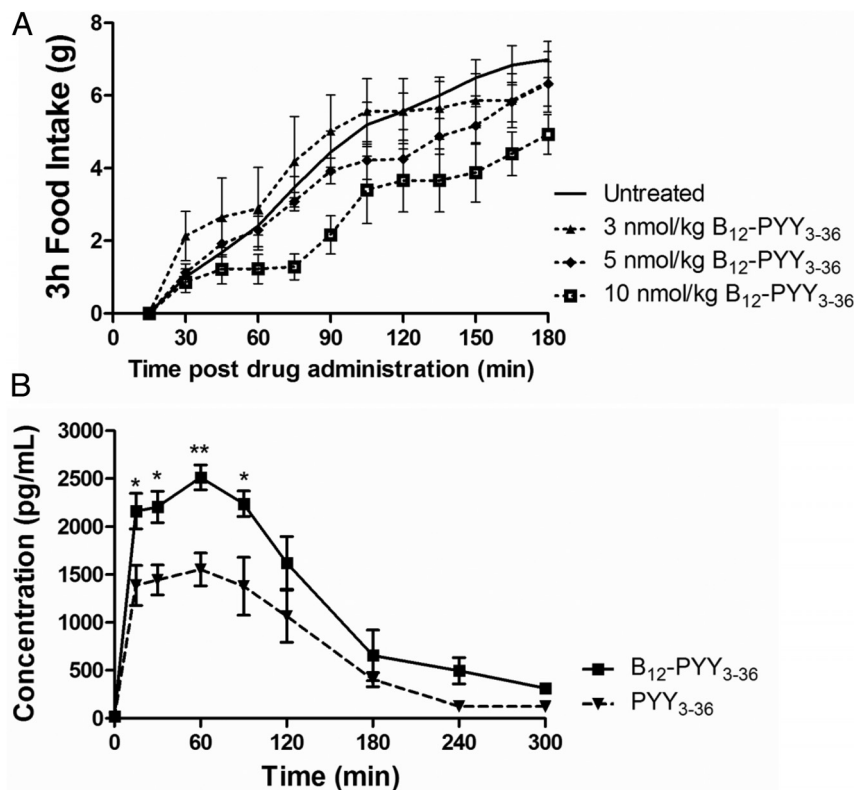 A
3h Food Intake (g)
8
6
4
2
0
0 30 60 90 120 150 180
Time post drug administration (min)
Untreated
3 nmol/kg B12-PYY3-36
5 nmol/kg B12-PYY3-36
10 nmol/kg B12-PYY3-36
B
Concentration (pg/mL)
3000
2500
2000
1500
1000
500
0
* * ** *
0 60 120 180 240 300
Time (min)
B12-PYY3-36
PYY3-36